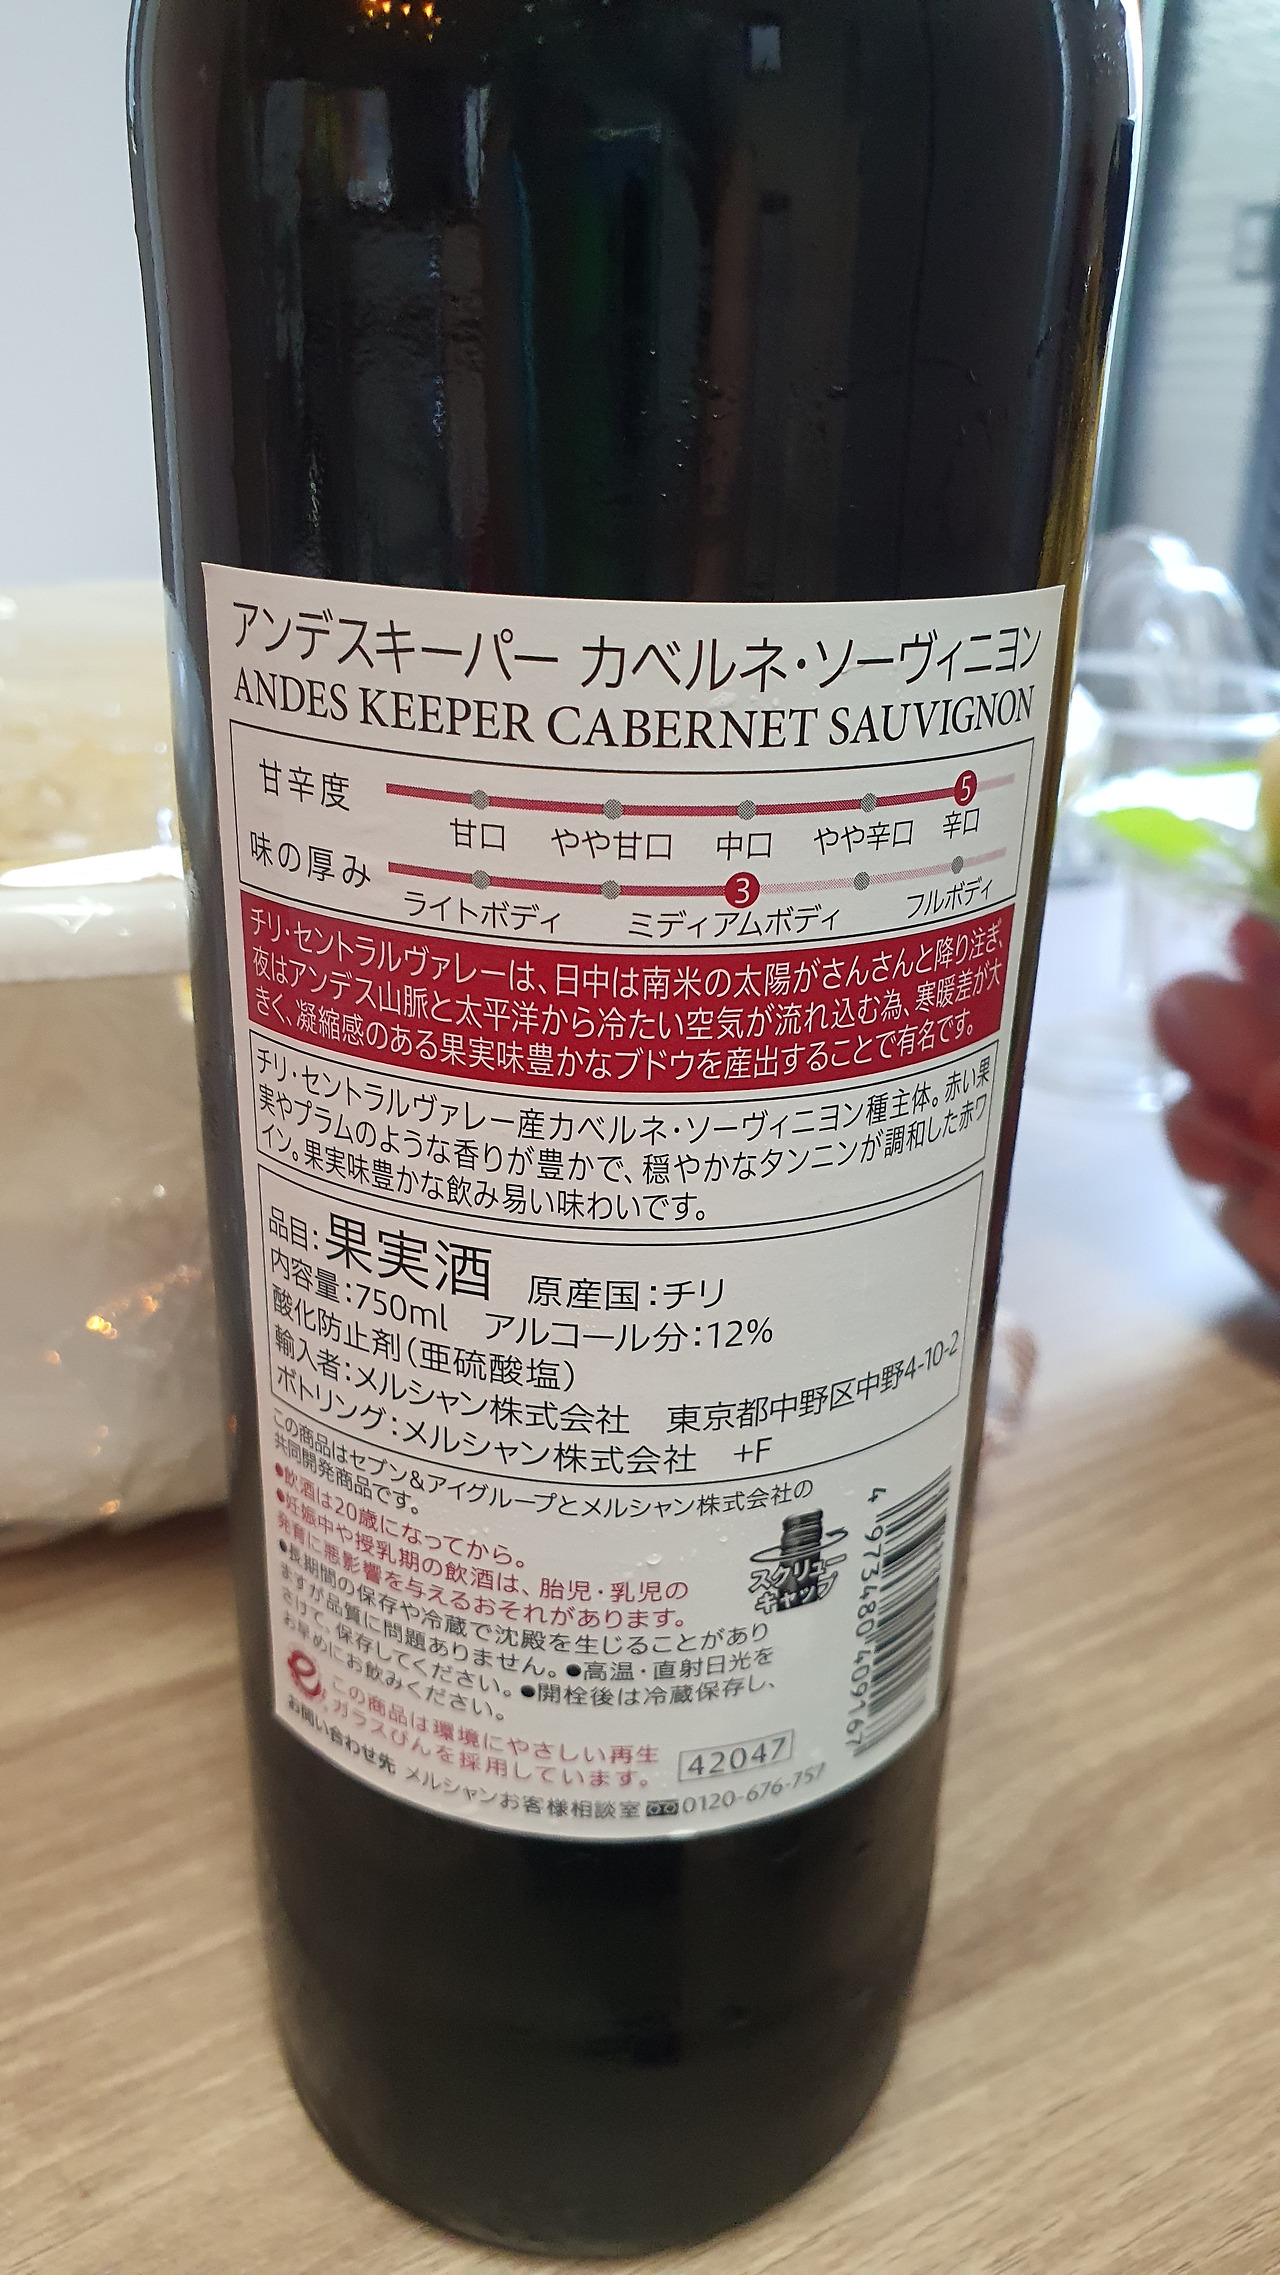 アンデスキーパー カベルネ・ソーヴィニヨン
ANDES KEEPER CABERNET SAUVIGNON
甘辛度
5
甘口 やや甘口 中口 やや辛口 辛口
味の厚み
3
ライトボディ ミディアムボディ フルボディ
チリ・セントラルヴァレーは、日中は南米の太陽がさんさんと降り注ぎ、
夜はアンデス山脈と太平洋から冷たい空気が流れ込む為、寒暖差が大
きく、凝縮感のある果実味豊かなブドウを産出することで有名です。
チリ・セントラルヴァレー産カベルネ・ソーヴィニヨン種主体。赤い果
実やプラムのような香りが豊かで、穏やかなタンニンが調和した赤ワ
イン。果実味豊かな飲み易い味わいです。
品目:果実酒 原産国:チリ
内容量:750ml アルコール分:12%
酸化防止剤(亜硫酸塩)
輸入者:メルシャン株式会社 東京都中野区中野4-10-2
ボトリング:メルシャン株式会社 +F
この商品はセブン&アイグループとメルシャン株式会社の
共同開発商品です。
●飲酒は20歳になってから。
●妊娠中や授乳期の飲酒は、胎児・乳児の
発育に悪影響を与えるおそれがあります。
●長期間の保存や冷蔵で沈殿を生じることがあり
ますが品質に問題ありません。●高温・直射日光を
さけて、保存してください。●開栓後は冷蔵保存し、
お早めにお飲みください。
スクリュー
キャップ
4 973480 409167
この商品は環境にやさしい再生
ガラスびんを採用しています。
42047
お問い合わせ先 メルシャンお客様相談室 0120-676-757